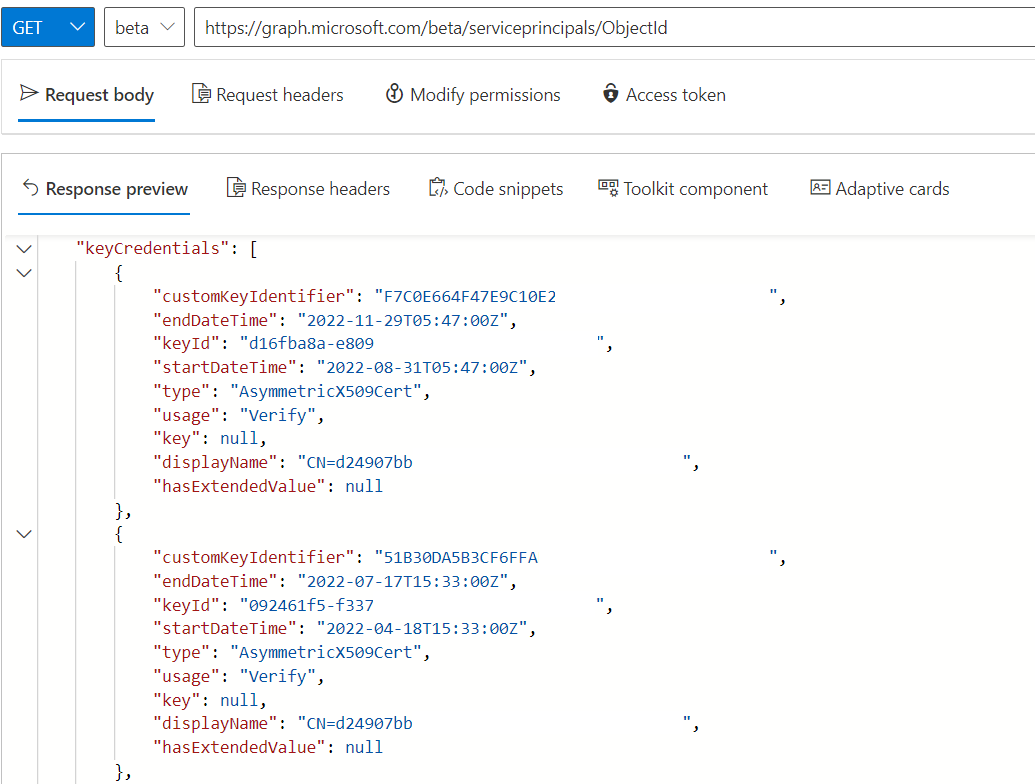 GET beta https://graph.microsoft.com/beta/serviceprincipals/ObjectId
Request body Request headers Modify permissions Access token
Response preview Response headers Code snippets Toolkit component Adaptive cards
"keyCredentials": [
{
"customKeyIdentifier": "F7C0E664F47E9C10E2 ",
"endDateTime": "2022-11-29T05:47:00Z",
"keyId": "d16fba8a-e809 ",
"startDateTime": "2022-08-31T05:47:00Z",
"type": "AsymmetricX509Cert",
"usage": "Verify",
"key": null,
"displayName": "CN=d24907bb ",
"hasExtendedValue": null
},
{
"customKeyIdentifier": "51B30DA5B3CF6FFA ",
"endDateTime": "2022-07-17T15:33:00Z",
"keyId": "092461f5-f337 ",
"startDateTime": "2022-04-18T15:33:00Z",
"type": "AsymmetricX509Cert",
"usage": "Verify",
"key": null,
"displayName": "CN=d24907bb ",
"hasExtendedValue": null
},